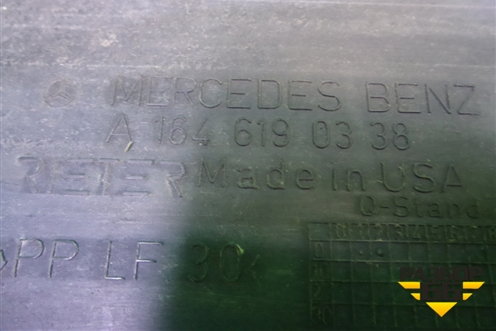 MERCEDES BENZ
A 164 619 03 38
RIETER Made in USA
Q-Stand
>PP LF 30<